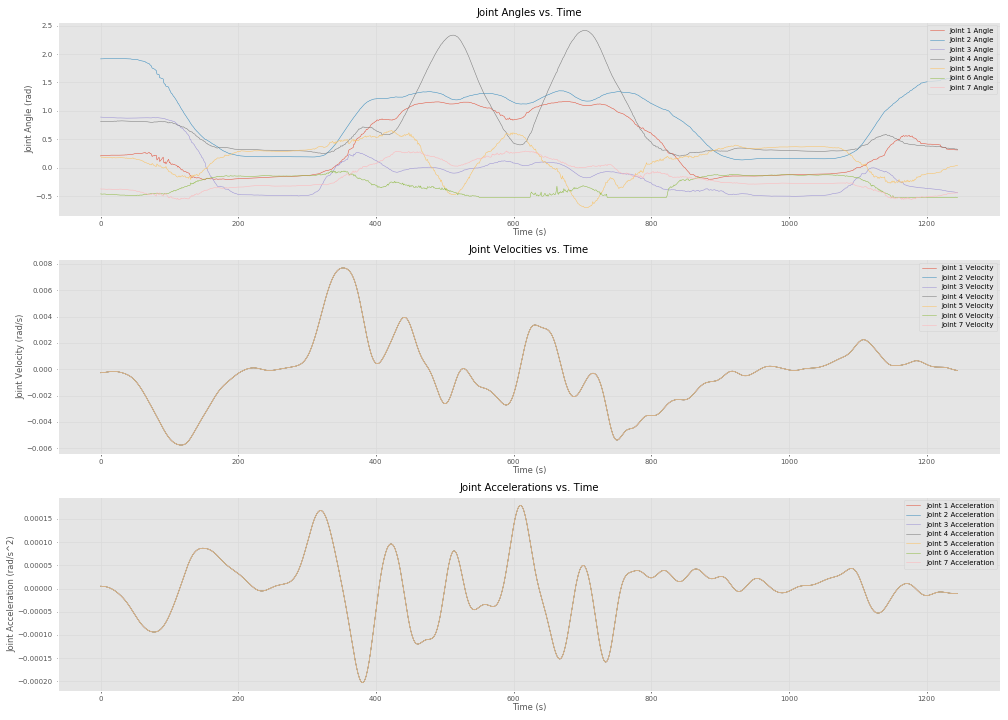 Joint Angles vs. Time
Joint Angle (rad)
2.5
2.0
1.5
1.0
0.5
0.0
−0.5
0 200 400 600 800 1000 1200
Time (s)
Joint 1 Angle
Joint 2 Angle
Joint 3 Angle
Joint 4 Angle
Joint 5 Angle
Joint 6 Angle
Joint 7 Angle
Joint Velocities vs. Time
Joint Velocity (rad/s)
0.008
0.006
0.004
0.002
0.000
−0.002
−0.004
−0.006
0 200 400 600 800 1000 1200
Time (s)
Joint 1 Velocity
Joint 2 Velocity
Joint 3 Velocity
Joint 4 Velocity
Joint 5 Velocity
Joint 6 Velocity
Joint 7 Velocity
Joint Accelerations vs. Time
Joint Acceleration (rad/s^2)
0.00015
0.00010
0.00005
0.00000
−0.00005
−0.00010
−0.00015
−0.00020
0 200 400 600 800 1000 1200
Time (s)
Joint 1 Acceleration
Joint 2 Acceleration
Joint 3 Acceleration
Joint 4 Acceleration
Joint 5 Acceleration
Joint 6 Acceleration
Joint 7 Acceleration